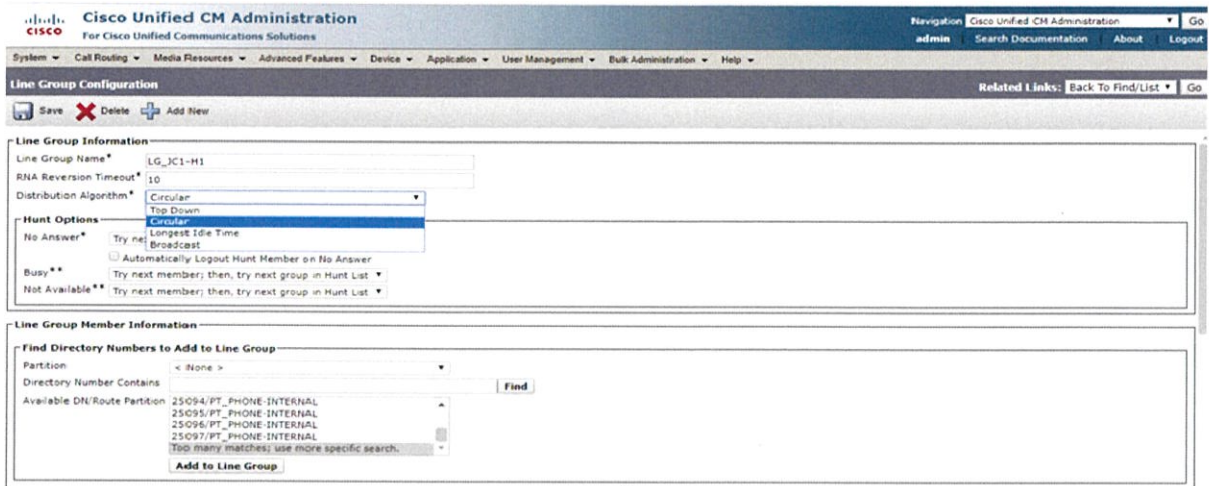 Cisco Unified CM Administration
CISCO
For Cisco Unified Communications Solutions
Navigation Cisco Unified CM Administration Go
admin Search Documentation About Logout
System Call Routing Media Resources Advanced Features Device Application User Management Bulk Administration Help
Line Group Configuration
Related Links: Back To Find/List Go
Save Delete Add New
Line Group Information
Line Group Name* LG_JC1-H1
RNA Reversion Timeout* 10
Distribution Algorithm* Circular
Top Down
Circular
Longest Idle Time
Broadcast
Hunt Options
No Answer* Try ne
Automatically Logout Hunt Member on No Answer
Busy** Try next member; then, try next group in Hunt List
Not Available** Try next member; then, try next group in Hunt List
Line Group Member Information
Find Directory Numbers to Add to Line Group
Partition < None >
Directory Number Contains Find
Available DN/Route Partition 25094/PT_PHONE-INTERNAL
25095/PT_PHONE-INTERNAL
25096/PT_PHONE-INTERNAL
25097/PT_PHONE-INTERNAL
Too many matches; use more specific search.
Add to Line Group